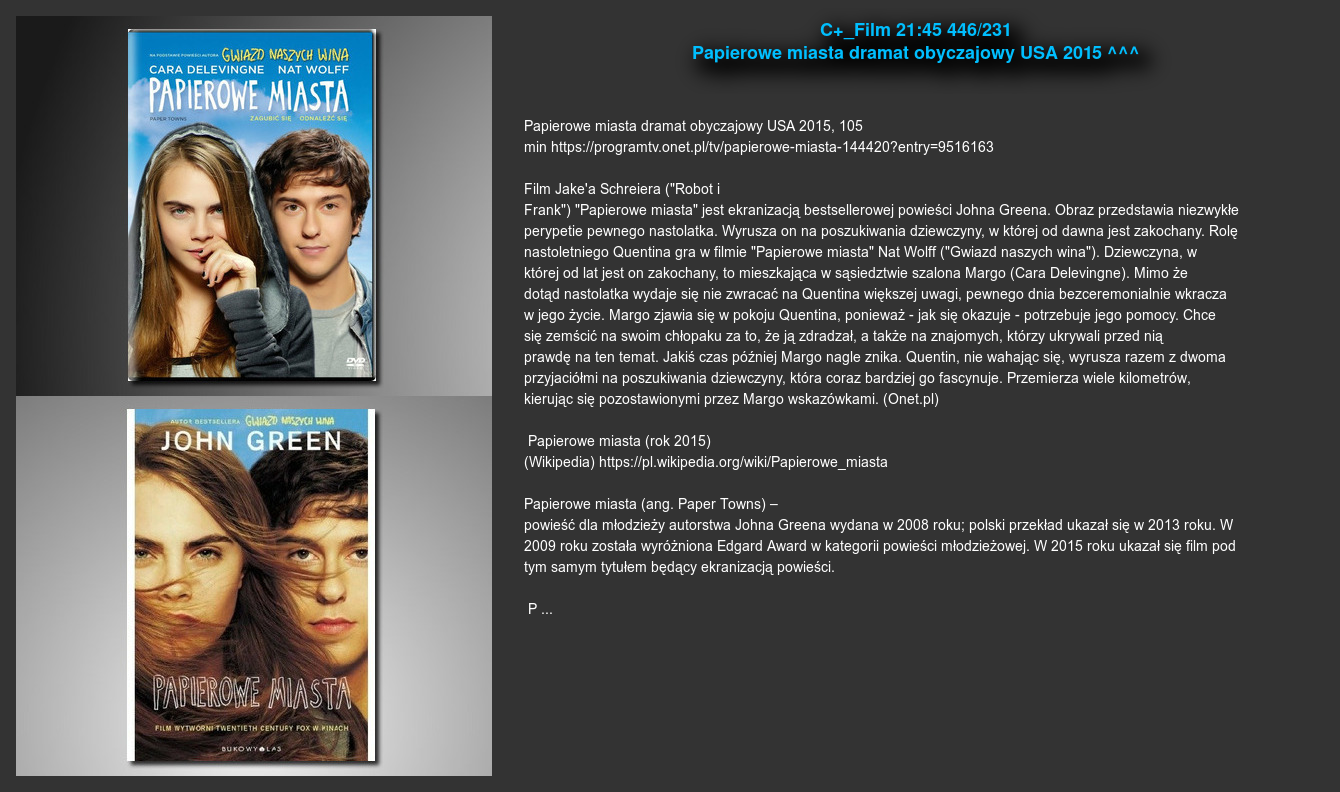 NA PODSTAWIE POWIEŚCI AUTORA GWIAZD NASZYCH WINA
CARA DELEVINGNE NAT WOLFF
PAPIEROWE MIASTA
PAPER TOWNS ZAGUBIĆ SIĘ ODNALEŹĆ SIĘ
DVD
AUTOR BESTSELLERA GWIAZD NASZYCH WINA
JOHN GREEN
PAPIEROWE MIASTA
FILM WYTWÓRNI TWENTIETH CENTURY FOX W KINACH
BUKOWY LAS
C+_Film 21:45 446/231
Papierowe miasta dramat obyczajowy USA 2015 ^^^
Papierowe miasta dramat obyczajowy USA 2015, 105
min https://programtv.onet.pl/tv/papierowe-miasta-144420?entry=9516163
Film Jake'a Schreiera ("Robot i
Frank") "Papierowe miasta" jest ekranizacją bestsellerowej powieści Johna Greena. Obraz przedstawia niezwykłe
perypetie pewnego nastolatka. Wyrusza on na poszukiwania dziewczyny, w której od dawna jest zakochany. Rolę
nastoletniego Quentina gra w filmie "Papierowe miasta" Nat Wolff ("Gwiazd naszych wina"). Dziewczyna, w
której od lat jest on zakochany, to mieszkająca w sąsiedztwie szalona Margo (Cara Delevingne). Mimo że
dotąd nastolatka wydaje się nie zwracać na Quentina większej uwagi, pewnego dnia bezceremonialnie wkracza
w jego życie. Margo zjawia się w pokoju Quentina, ponieważ - jak się okazuje - potrzebuje jego pomocy. Chce
się zemścić na swoim chłopaku za to, że ją zdradzał, a także na znajomych, którzy ukrywali przed nią
prawdę na ten temat. Jakiś czas później Margo nagle znika. Quentin, nie wahając się, wyrusza razem z dwoma
przyjaciółmi na poszukiwania dziewczyny, która coraz bardziej go fascynuje. Przemierza wiele kilometrów,
kierując się pozostawionymi przez Margo wskazówkami. (Onet.pl)
Papierowe miasta (rok 2015)
(Wikipedia) https://pl.wikipedia.org/wiki/Papierowe_miasta
Papierowe miasta (ang. Paper Towns) –
powieść dla młodzieży autorstwa Johna Greena wydana w 2008 roku; polski przekład ukazał się w 2013 roku. W
2009 roku została wyróżniona Edgard Award w kategorii powieści młodzieżowej. W 2015 roku ukazał się film pod
tym samym tytułem będący ekranizacją powieści.
P ...